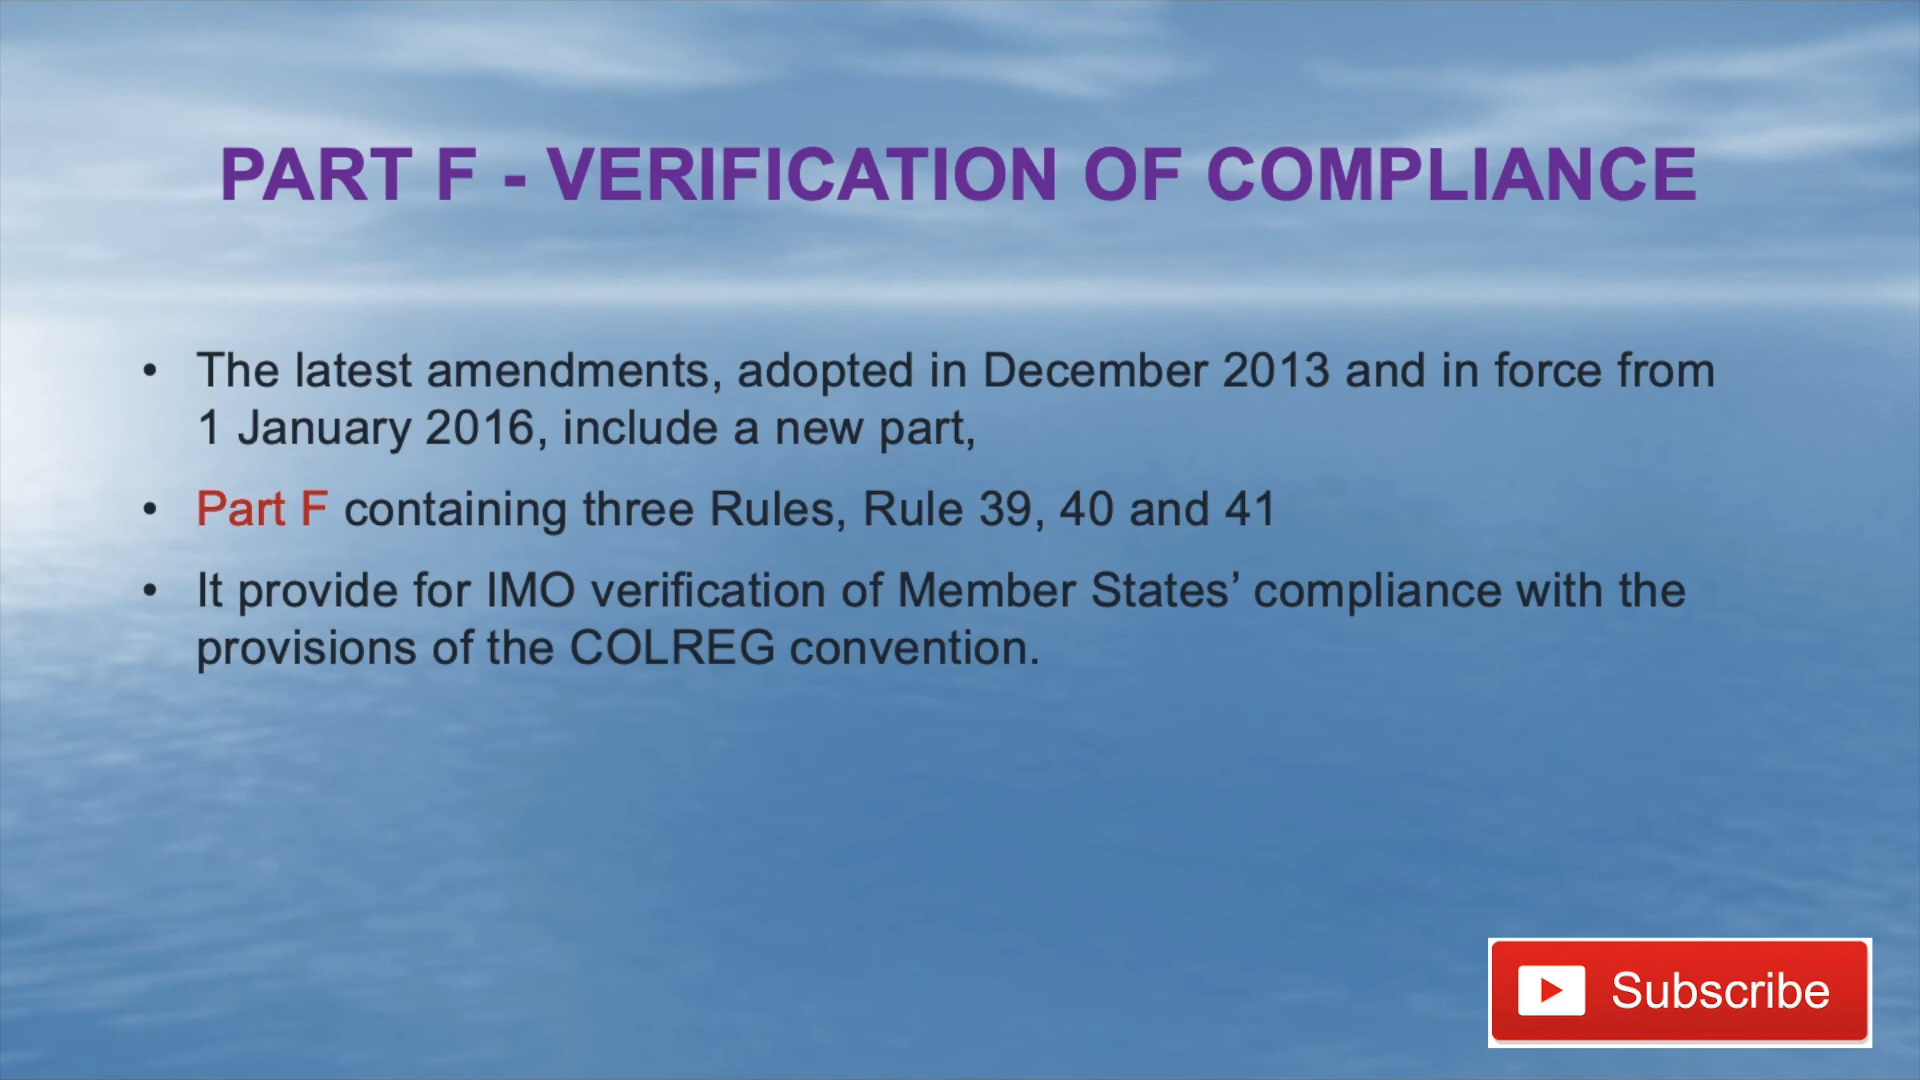 PART F - VERIFICATION OF COMPLIANCE
• The latest amendments, adopted in December 2013 and in force from
1 January 2016, include a new part,
• Part F containing three Rules, Rule 39, 40 and 41
• It provide for IMO verification of Member States’ compliance with the
provisions of the COLREG convention.
Subscribe